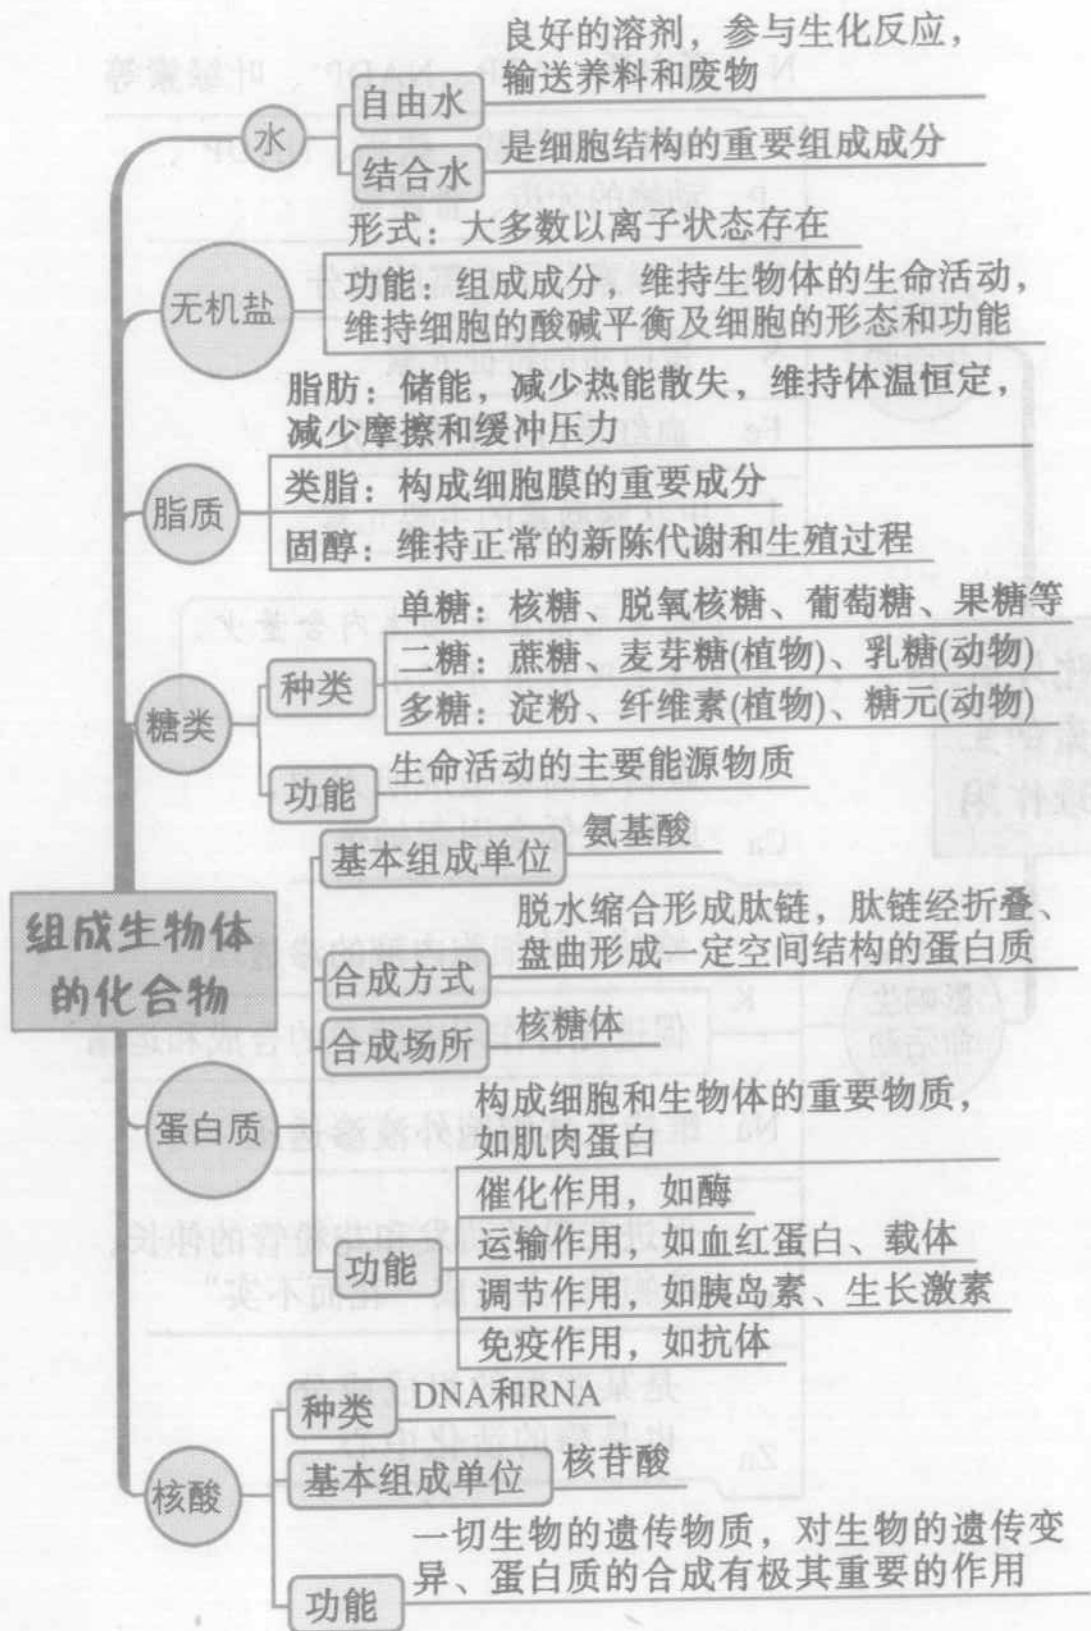 良好的溶剂，参与生化反应，
输送养料和废物
自由水
水
是细胞结构的重要组成成分
结合水
形式：大多数以离子状态存在
无机盐
功能：组成成分，维持生物体的生命活动，
维持细胞的酸碱平衡及细胞的形态和功能
脂肪：储能，减少热能散失，维持体温恒定，
减少摩擦和缓冲压力
脂质
类脂：构成细胞膜的重要成分
固醇：维持正常的新陈代谢和生殖过程
单糖：核糖、脱氧核糖、葡萄糖、果糖等
种类
二糖：蔗糖、麦芽糖(植物)、乳糖(动物)
多糖：淀粉、纤维素(植物)、糖元(动物)
糖类
功能
生命活动的主要能源物质
组成生物体
的化合物
基本组成单位
氨基酸
脱水缩合形成肽链，肽链经折叠、
盘曲形成一定空间结构的蛋白质
合成方式
合成场所
核糖体
蛋白质
构成细胞和生物体的重要物质，
如肌肉蛋白
催化作用，如酶
功能
运输作用，如血红蛋白、载体
调节作用，如胰岛素、生长激素
免疫作用，如抗体
种类
DNA和RNA
核酸
基本组成单位
核苷酸
一切生物的遗传物质，对生物的遗传变
异、蛋白质的合成有极其重要的作用
功能